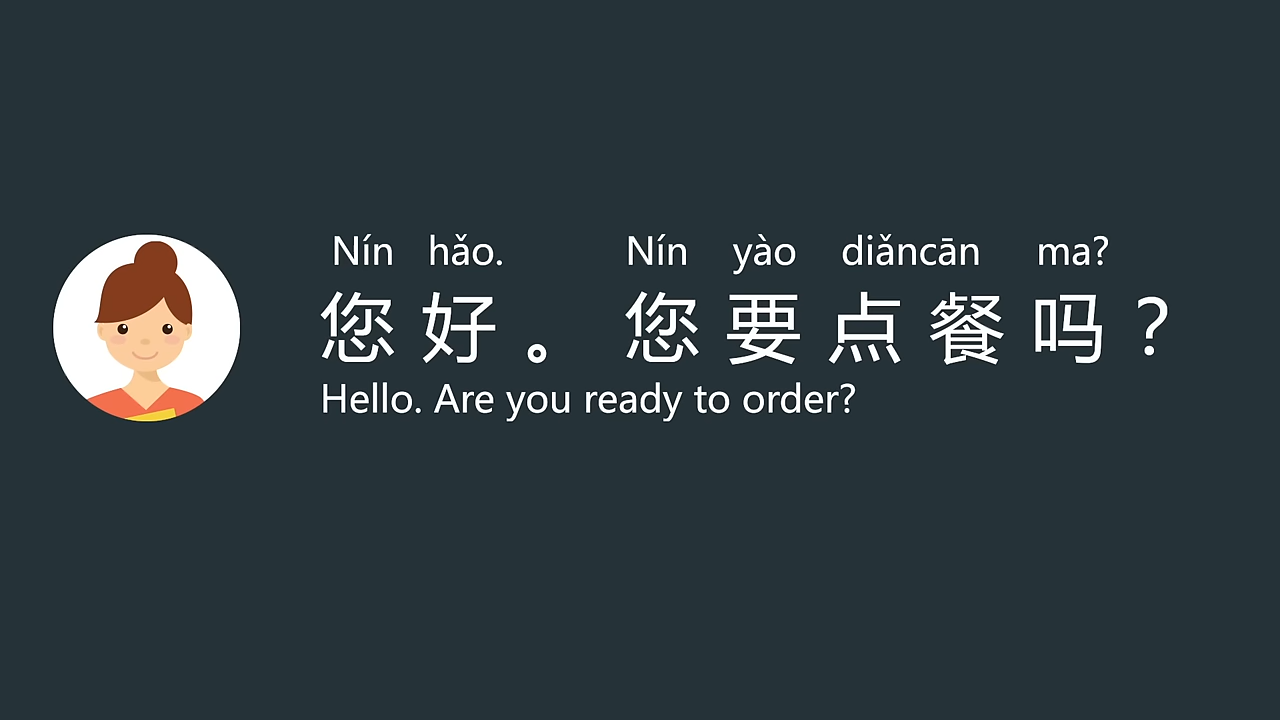 Nín hǎo. Nín yào diǎncān ma?
您好。您要点餐吗？
Hello. Are you ready to order?